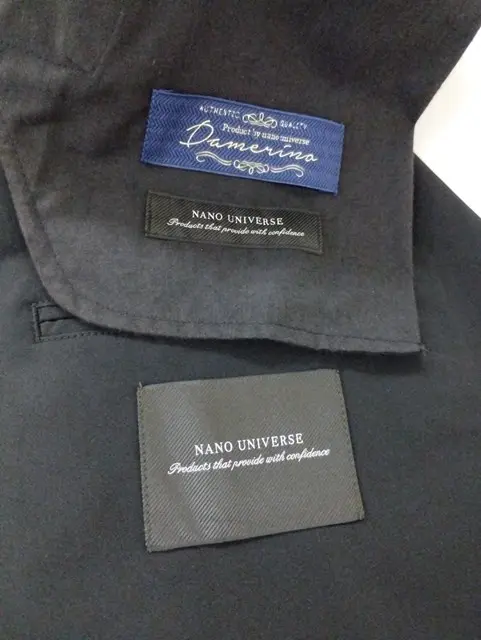 AUTHENTIC QUALITY
Product by nano universe
Damerino
NANO UNIVERSE
Products that provide with confidence
NANO UNIVERSE
Products that provide with confidence